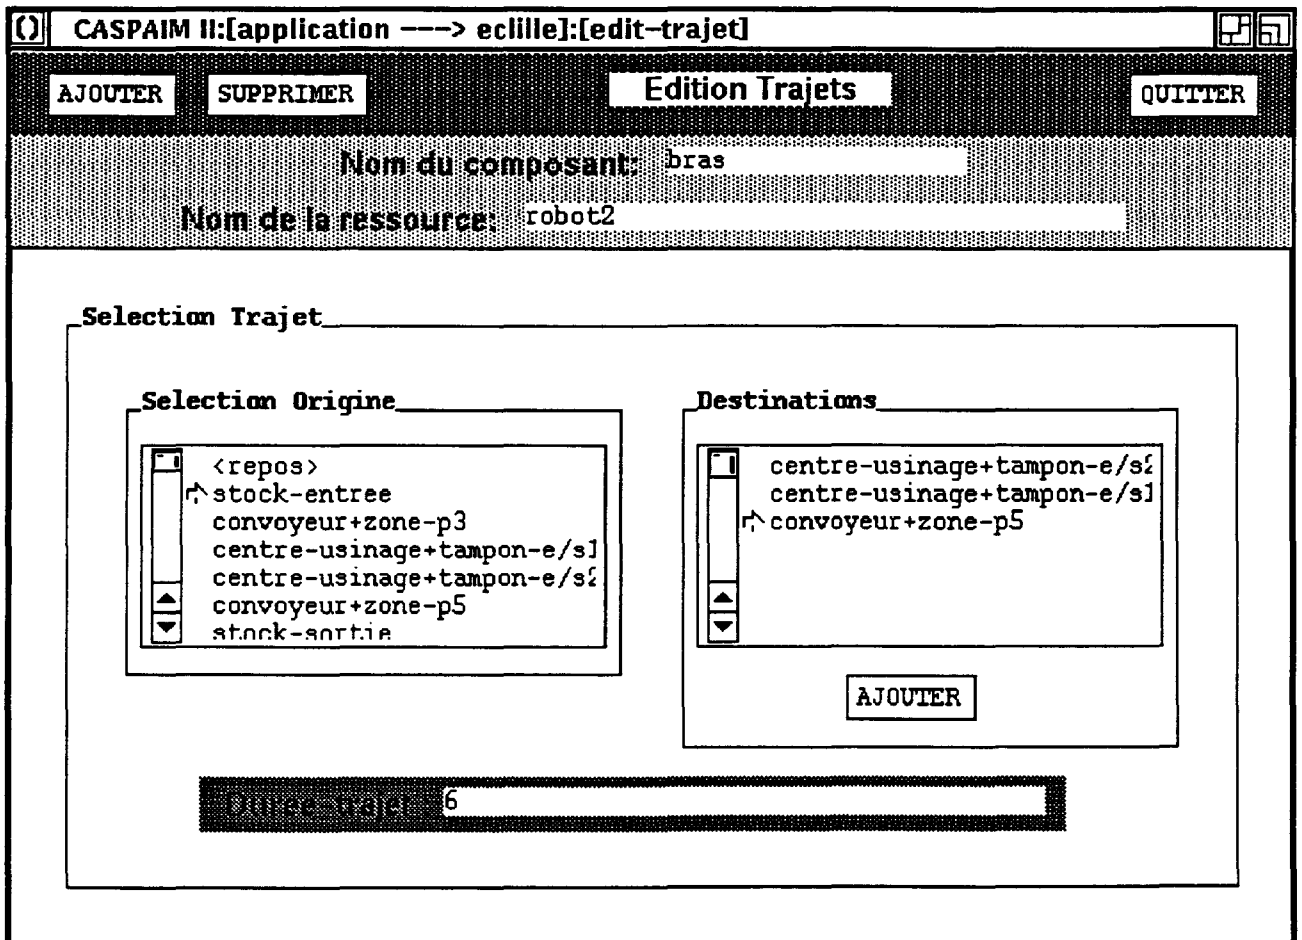 CASPAIM II:[application ---> eclille]:[edit-trajet]
AJOUTER SUPPRIMER Edition Trajets QUITTER
Nom du composant: bras
Nom de la ressource: robot2
Selection Trajet
Selection Origine
<repos>
stock-entree
convoyeur+zone-p3
centre-usinage+tampon-e/s1
centre-usinage+tampon-e/s2
convoyeur+zone-p5
stock-sortie
Destinations
centre-usinage+tampon-e/s2
centre-usinage+tampon-e/s1
convoyeur+zone-p5
AJOUTER
Duree-trajet: 6